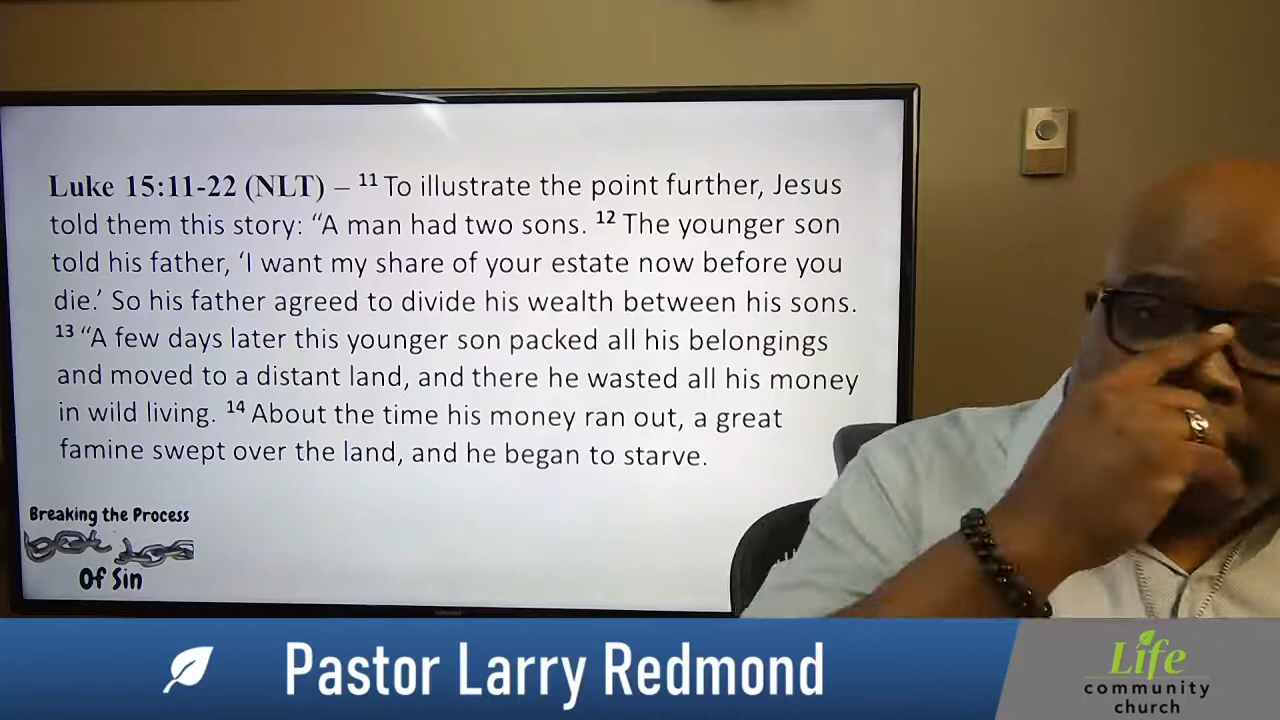 Luke 15:11-22 (NLT) – 11 To illustrate the point further, Jesus
told them this story: “A man had two sons. 12 The younger son
told his father, ‘I want my share of your estate now before you
die.’ So his father agreed to divide his wealth between his sons.
13 “A few days later this younger son packed all his belongings
and moved to a distant land, and there he wasted all his money
in wild living. 14 About the time his money ran out, a great
famine swept over the land, and he began to starve.
Breaking the Process
Of Sin
Pastor Larry Redmond
Life
community
church